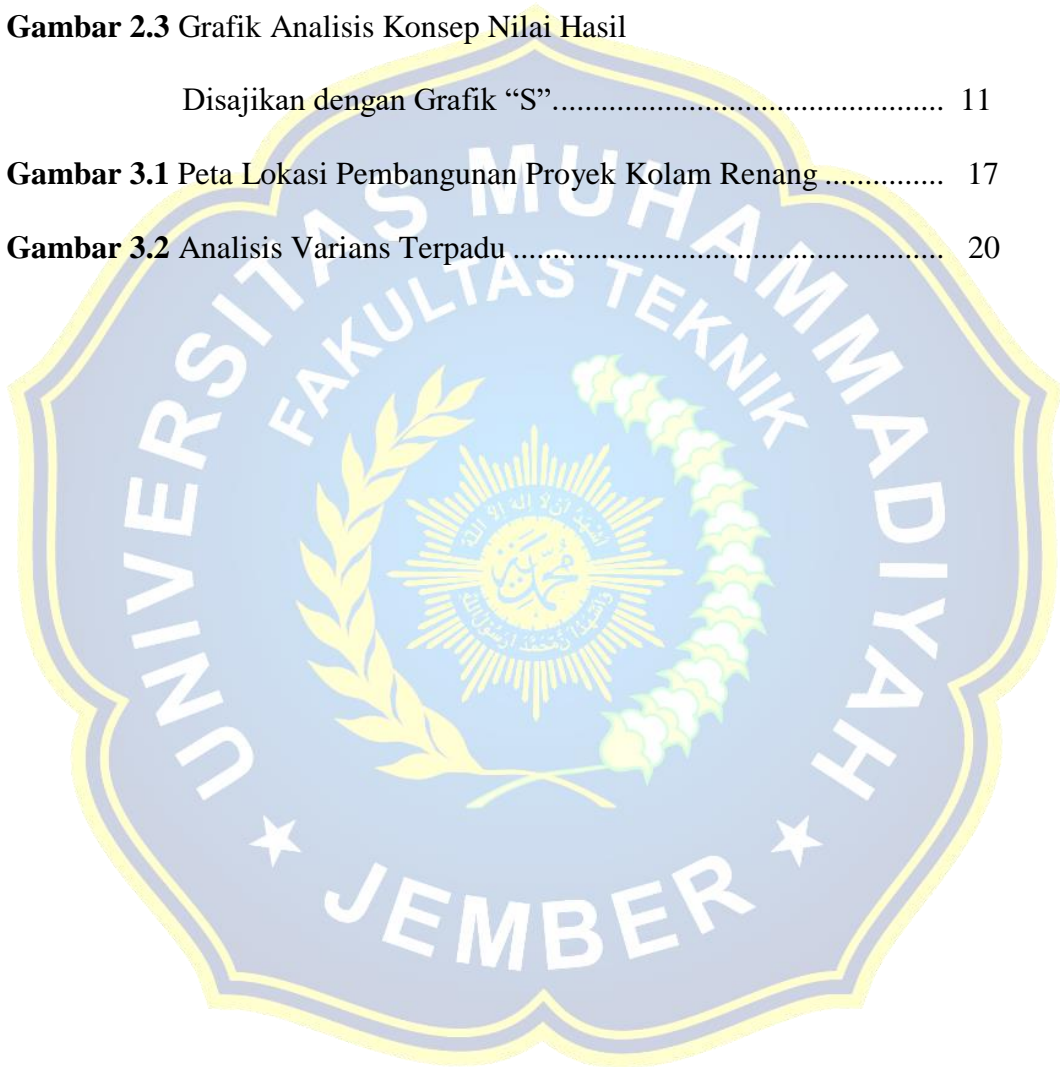 Gambar 2.3 Grafik Analisis Konsep Nilai Hasil
Disajikan dengan Grafik “S”................................................. 11
Gambar 3.1 Peta Lokasi Pembangunan Proyek Kolam Renang ............... 17
Gambar 3.2 Analisis Varians Terpadu ...................................................... 20
UNIVERSITAS MUHAMMADIYAH
FAKULTAS TEKNIK
JEMBER